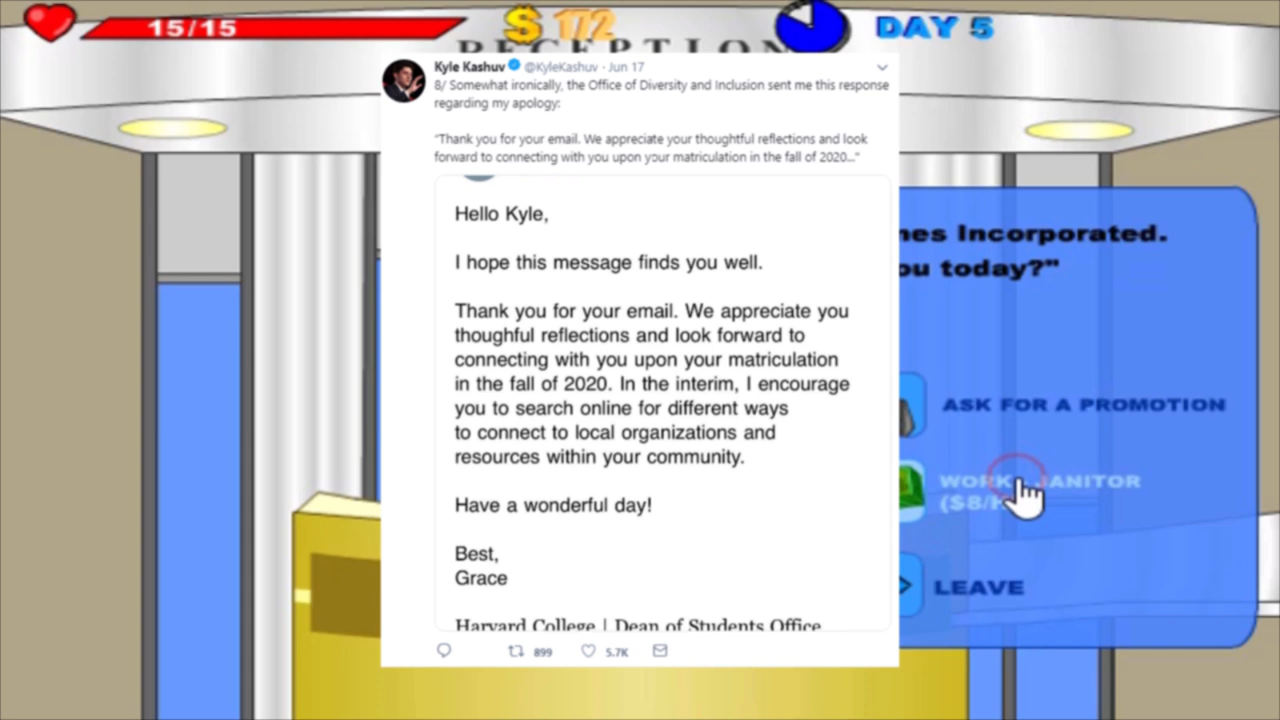 15/15
$ 172
DAY 5
RECEPTION
Kyle Kashuv @KyleKashuv · Jun 17
8/ Somewhat ironically, the Office of Diversity and Inclusion sent me this response
regarding my apology:
"Thank you for your email. We appreciate your thoughtful reflections and look
forward to connecting with you upon your matriculation in the fall of 2020..."
Hello Kyle,
I hope this message finds you well.
Thank you for your email. We appreciate you
thoughful reflections and look forward to
connecting with you upon your matriculation
in the fall of 2020. In the interim, I encourage
you to search online for different ways
to connect to local organizations and
resources within your community.
Have a wonderful day!
Best,
Grace
Harvard College | Dean of Students Office
899
5.7K
Incorporated.
today?"
ASK FOR A PROMOTION
WORK JANITOR
($8/
LEAVE